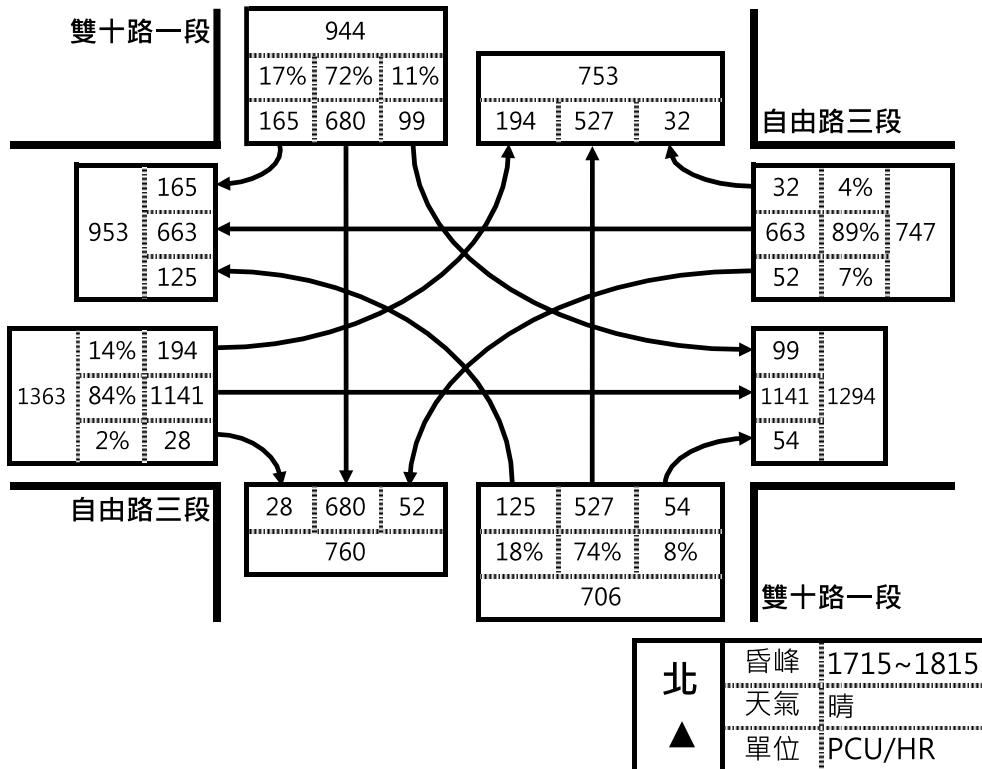 雙十路一段
944
17% 72% 11%
165 680 99
753
194 527 32
自由路三段
953
165
663
125
32 4%
663 89%
52 7%
747
1363
14% 194
84% 1141
2% 28
99
1141
54
1294
自由路三段
28 680 52
760
125 527 54
18% 74% 8%
706
雙十路一段
北
▲
昏峰 1715~1815
天氣 晴
單位 PCU/HR